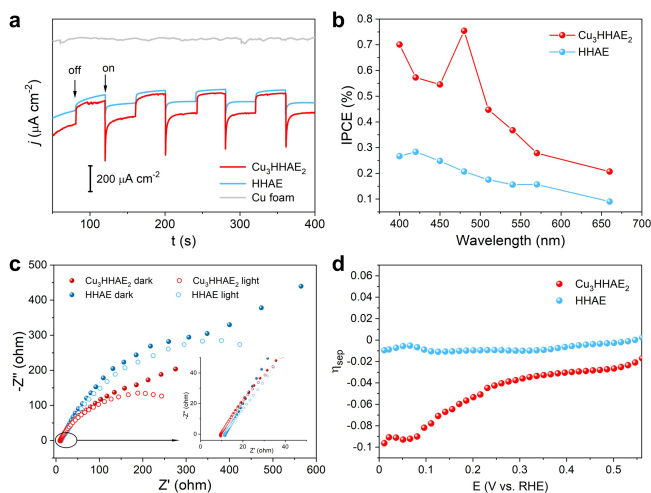 a
off
on
j (μA cm-2)
200 μA cm-2
Cu3HHAE2
HHAE
Cu foam
100
200
300
400
t (s)
b
Cu3HHAE2
HHAE
IPCE (%)
0.8
0.7
0.6
0.5
0.4
0.3
0.2
0.1
400
450
500
550
600
650
700
Wavelength (nm)
c
Cu3HHAE2 dark
HHAE dark
Cu3HHAE2 light
HHAE light
-Z'' (ohm)
500
400
300
200
100
0
0
100
200
300
400
500
600
Z' (ohm)
-Z'' (ohm)
40
20
0
0
20
40
Z' (ohm)
d
Cu3HHAE2
HHAE
ηsep
0.06
0.04
0.02
0
-0.02
-0.04
-0.06
-0.08
-0.1
0
0.1
0.2
0.3
0.4
0.5
E (V vs. RHE)